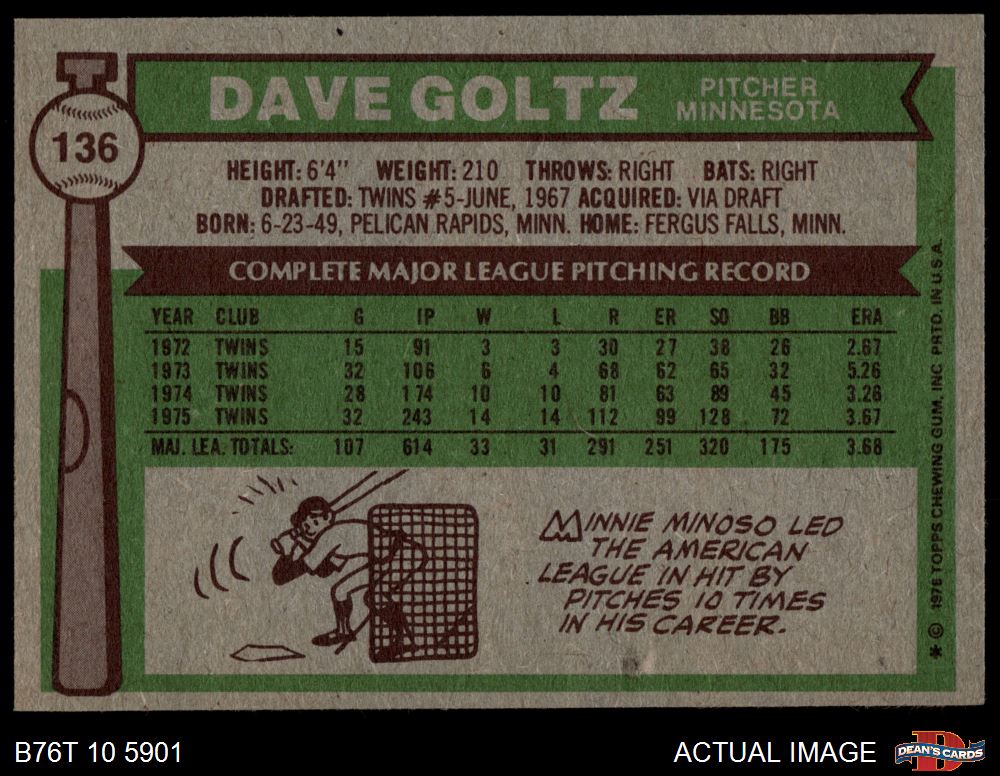 136
DAVE GOLTZ
PITCHER
MINNESOTA
HEIGHT: 6'4" WEIGHT: 210 THROWS: RIGHT BATS: RIGHT
DRAFTED: TWINS #5-JUNE, 1967 ACQUIRED: VIA DRAFT
BORN: 6-23-49, PELICAN RAPIDS, MINN. HOME: FERGUS FALLS, MINN.
COMPLETE MAJOR LEAGUE PITCHING RECORD
YEAR CLUB G IP W L R ER SO BB ERA
1972 TWINS 15 91 3 3 30 27 38 26 2.67
1973 TWINS 32 106 6 4 68 62 65 32 5.26
1974 TWINS 28 174 10 10 81 63 89 45 3.26
1975 TWINS 32 243 14 14 112 99 128 72 3.67
MAJ. LEA. TOTALS: 107 614 33 31 291 251 320 175 3.68
MINNIE MINOSO LED
THE AMERICAN
LEAGUE IN HIT BY
PITCHES 10 TIMES
IN HIS CAREER.
* © 1976 TOPPS CHEWING GUM, INC PRTD. IN U.S.A.
B76T 10 5901
ACTUAL IMAGE
DEAN'S CARDS